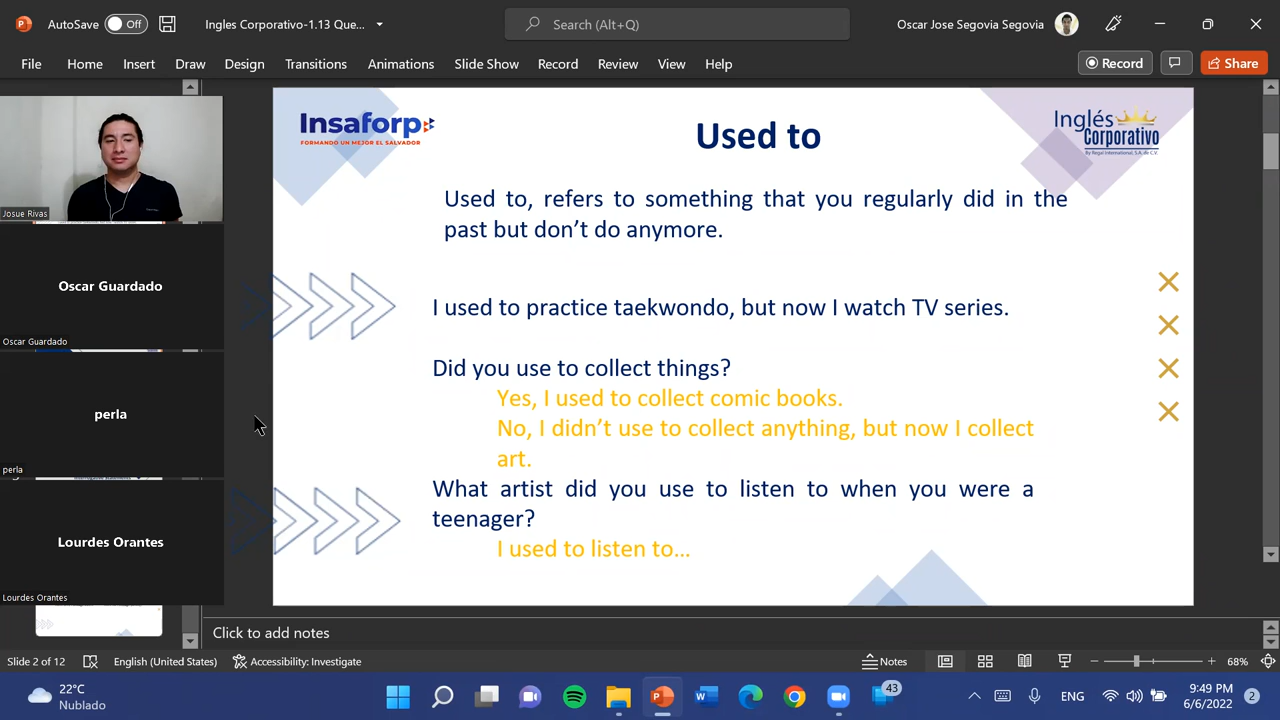 AutoSave Off Ingles Corporativo-1.13 Que... Search (Alt+Q) Oscar Jose Segovia Segovia
File Home Insert Draw Design Transitions Animations Slide Show Record Review View Help Record Share
Josue Rivas
Oscar Guardado
Oscar Guardado
perla
perla
Lourdes Orantes
Lourdes Orantes
Insaforp
FORMANDO UN MEJOR EL SALVADOR
Used to
Inglés
Corporativo
By Regal International, S.A. de C.V.
Used to, refers to something that you regularly did in the
past but don’t do anymore.
I used to practice taekwondo, but now I watch TV series.
Did you use to collect things?
Yes, I used to collect comic books.
No, I didn’t use to collect anything, but now I collect
art.
What artist did you use to listen to when you were a
teenager?
I used to listen to...
Click to add notes
Slide 2 of 12 English (United States) Accessibility: Investigate Notes 68%
22°C
Nublado
43
ENG
9:49 PM
6/6/2022
2